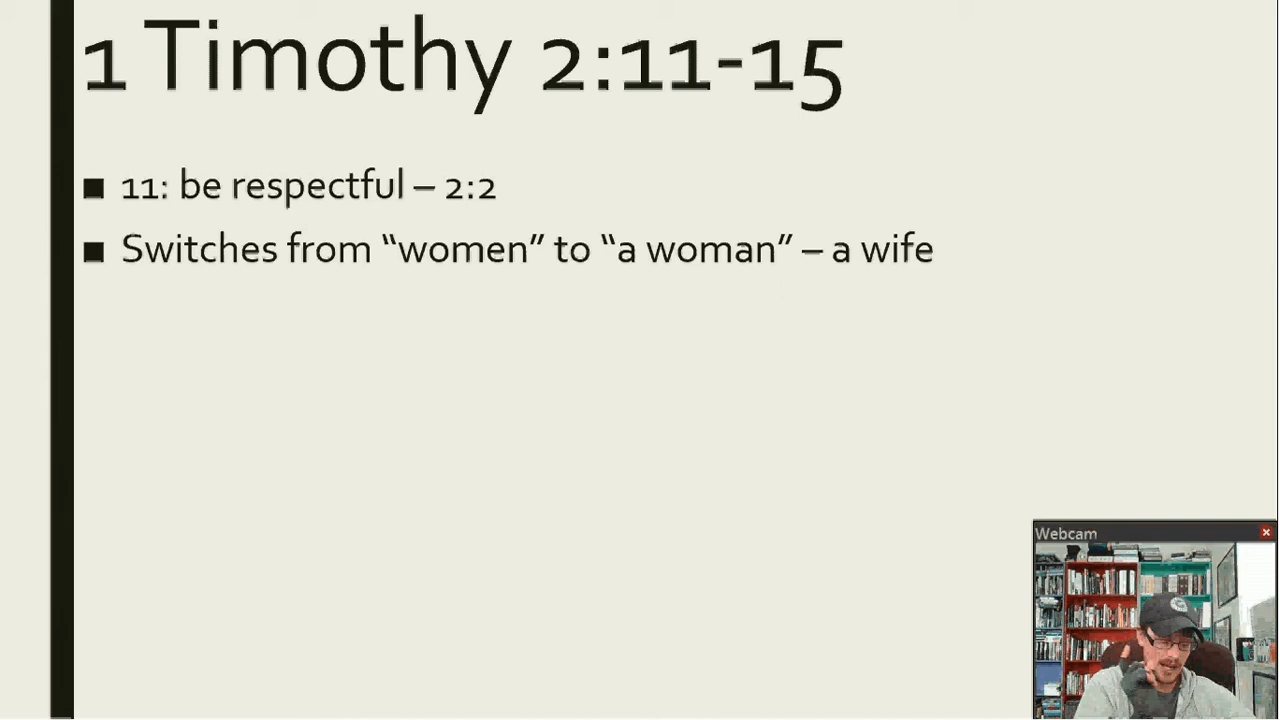 1 Timothy 2:11-15
■ 11: be respectful – 2:2
■ Switches from “women” to “a woman” – a wife
Webcam